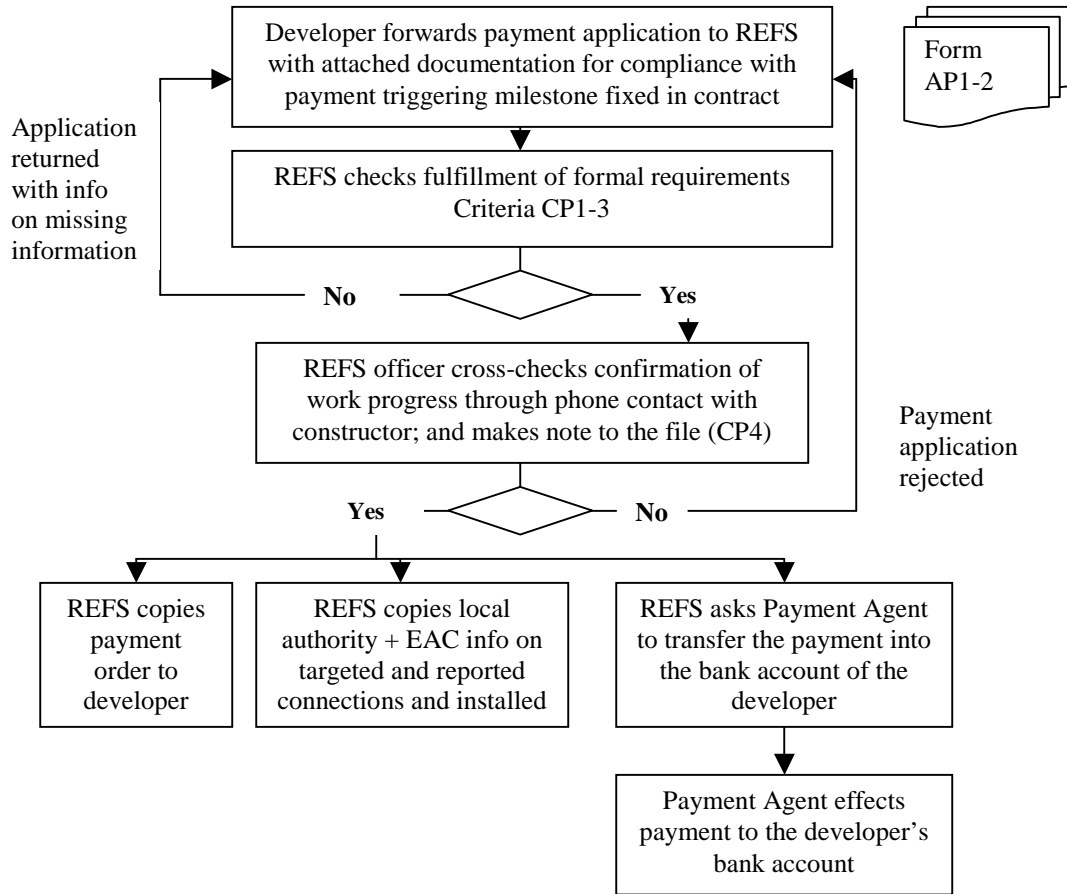 Developer forwards payment application to REFS
with attached documentation for compliance with
payment triggering milestone fixed in contract
Form
AP1-2
Application
returned
with info
on missing
information
REFS checks fulfillment of formal requirements
Criteria CP1-3
No
Yes
REFS officer cross-checks confirmation of
work progress through phone contact with
constructor; and makes note to the file (CP4)
Payment
application
rejected
Yes
No
REFS copies
payment
order to
developer
REFS copies local
authority + EAC info on
targeted and reported
connections and installed
REFS asks Payment Agent
to transfer the payment into
the bank account of the
developer
Payment Agent effects
payment to the developer’s
bank account